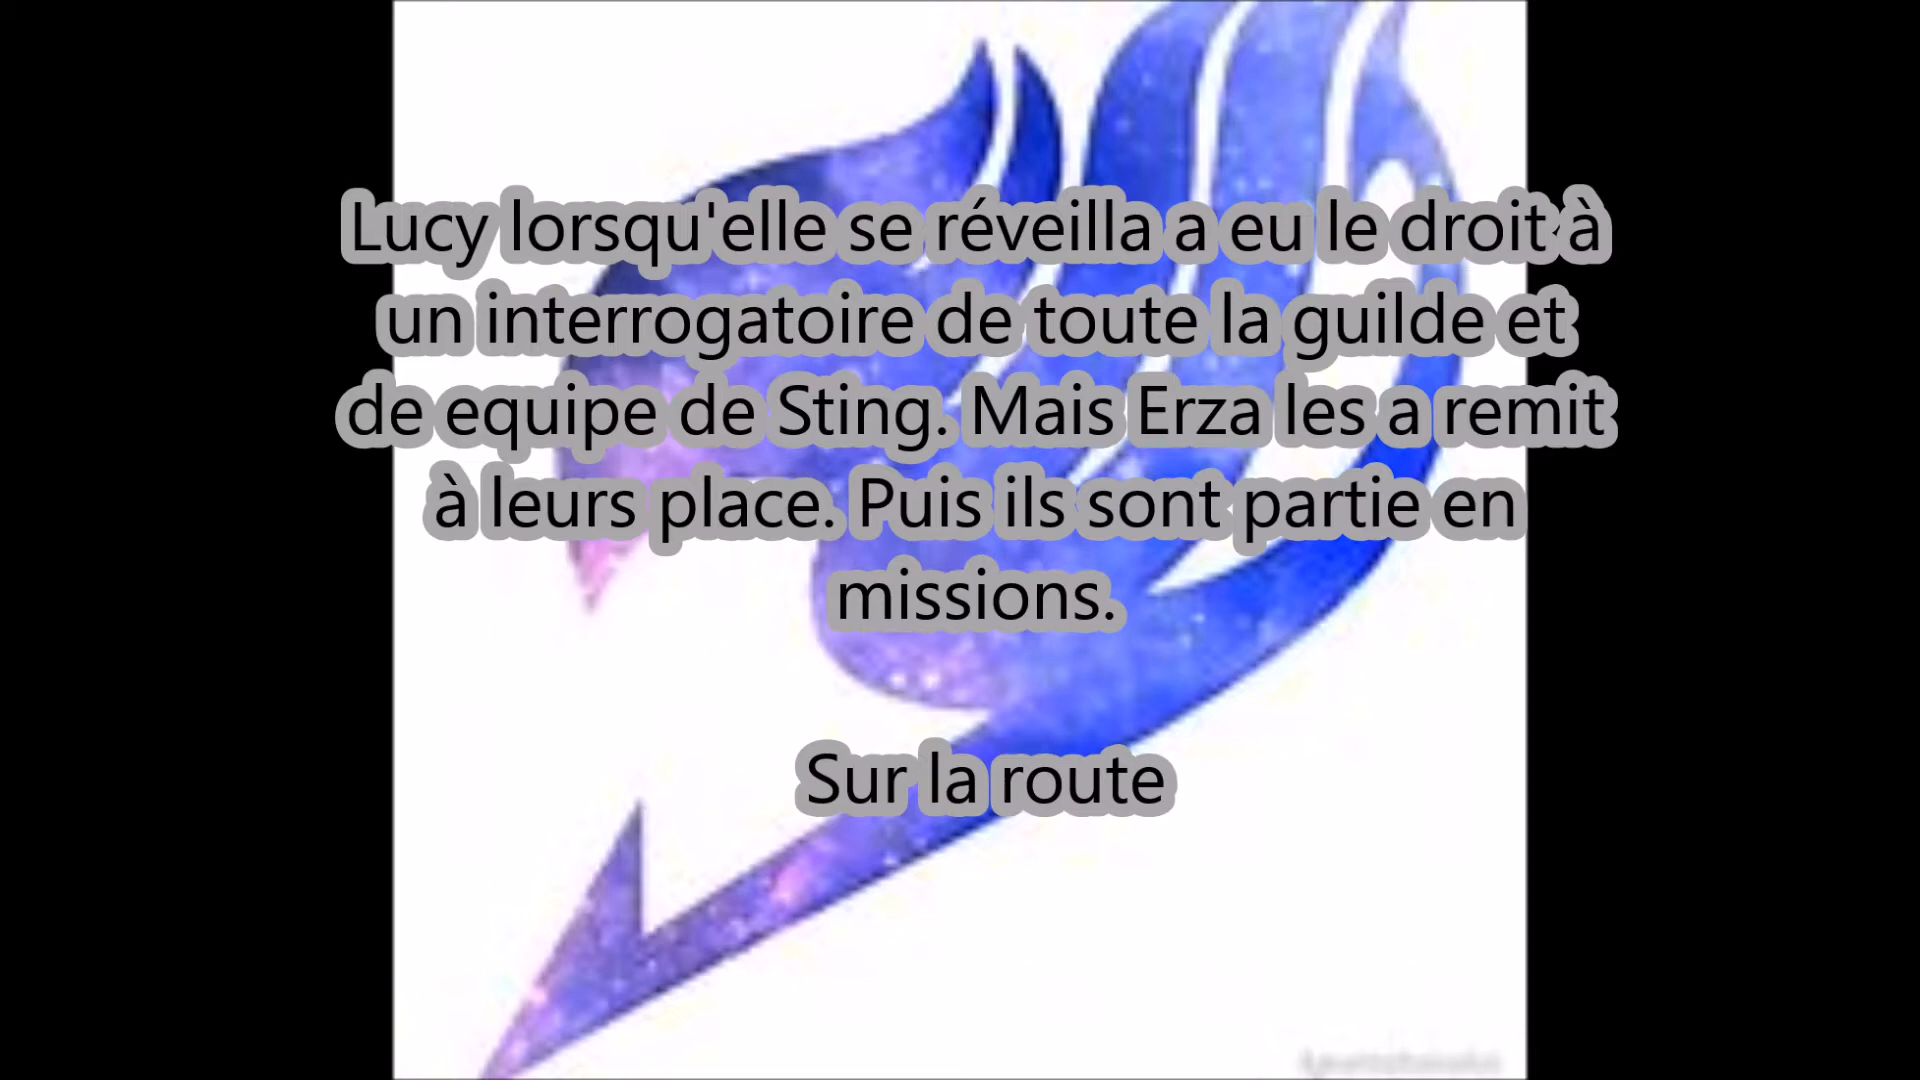 Lucy lorsqu'elle se réveilla a eu le droit à
un interrogatoire de toute la guilde et
de equipe de Sting. Mais Erza les a remit
à leurs place. Puis ils sont partie en
missions.
Sur la route